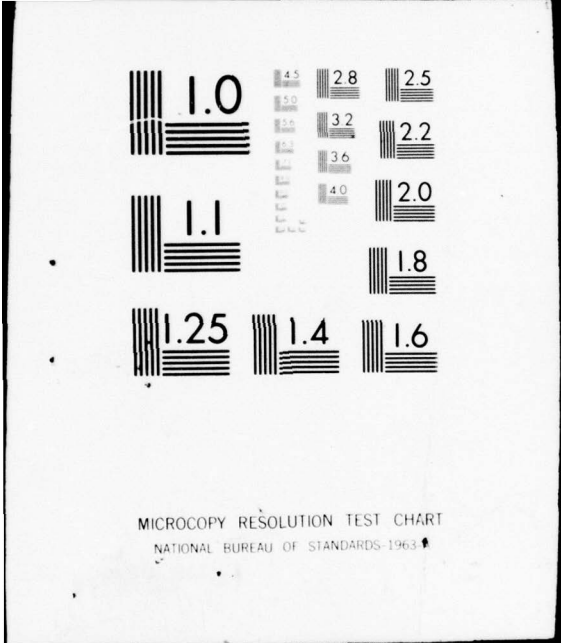 1.0
4.5 2.8 2.5
5.0
3.2 2.2
5.6
3.6
4.0 2.0
1.1
1.8
1.25 1.4 1.6
MICROCOPY RESOLUTION TEST CHART
NATIONAL BUREAU OF STANDARDS-1963-A